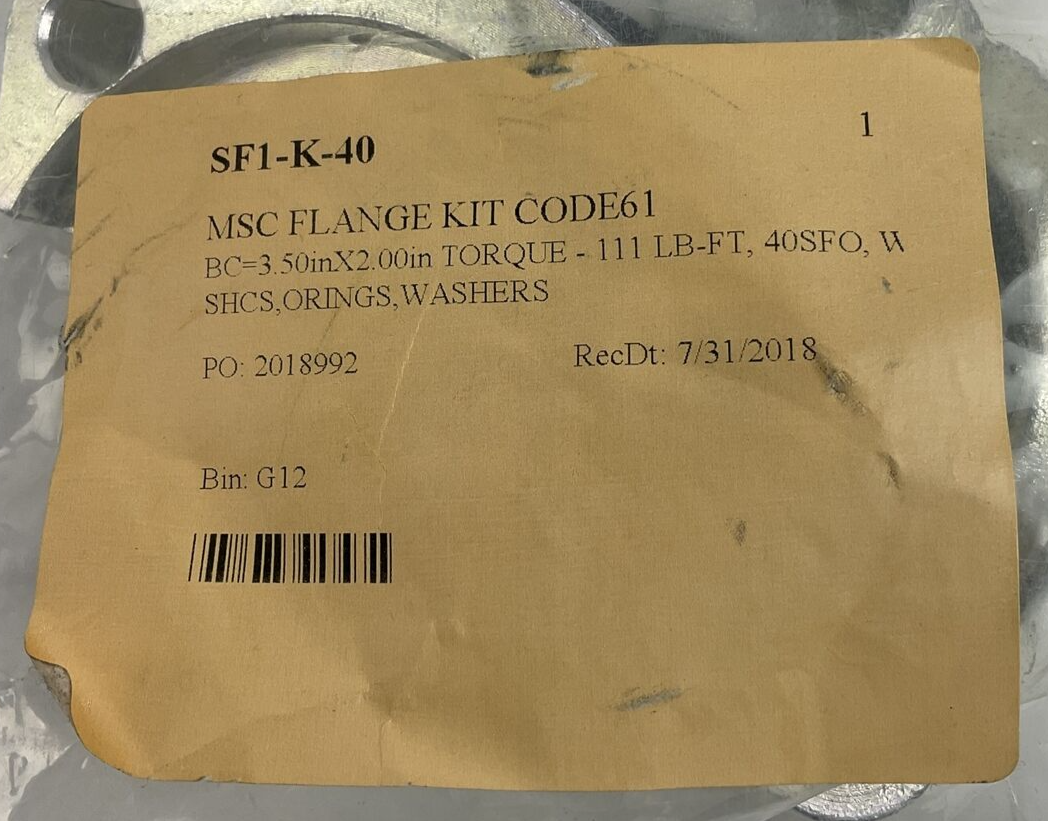 1
SF1-K-40
MSC FLANGE KIT CODE61
BC=3.50inX2.00in TORQUE - 111 LB-FT, 40SFO, W
SHCS,ORINGS,WASHERS
PO: 2018992 RecDt: 7/31/2018
Bin: G12